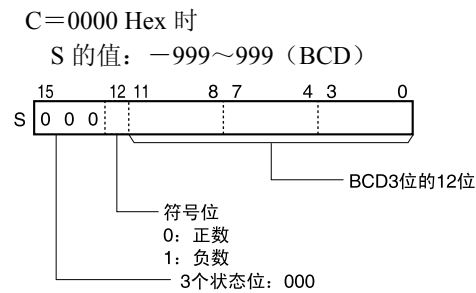 C＝0000 Hex 时
S 的值：－999～999（BCD）
15 12 11 8 7 4 3 0
S 0 0 0
BCD3位的12位
符号位
0：正数
1：负数
3个状态位：000